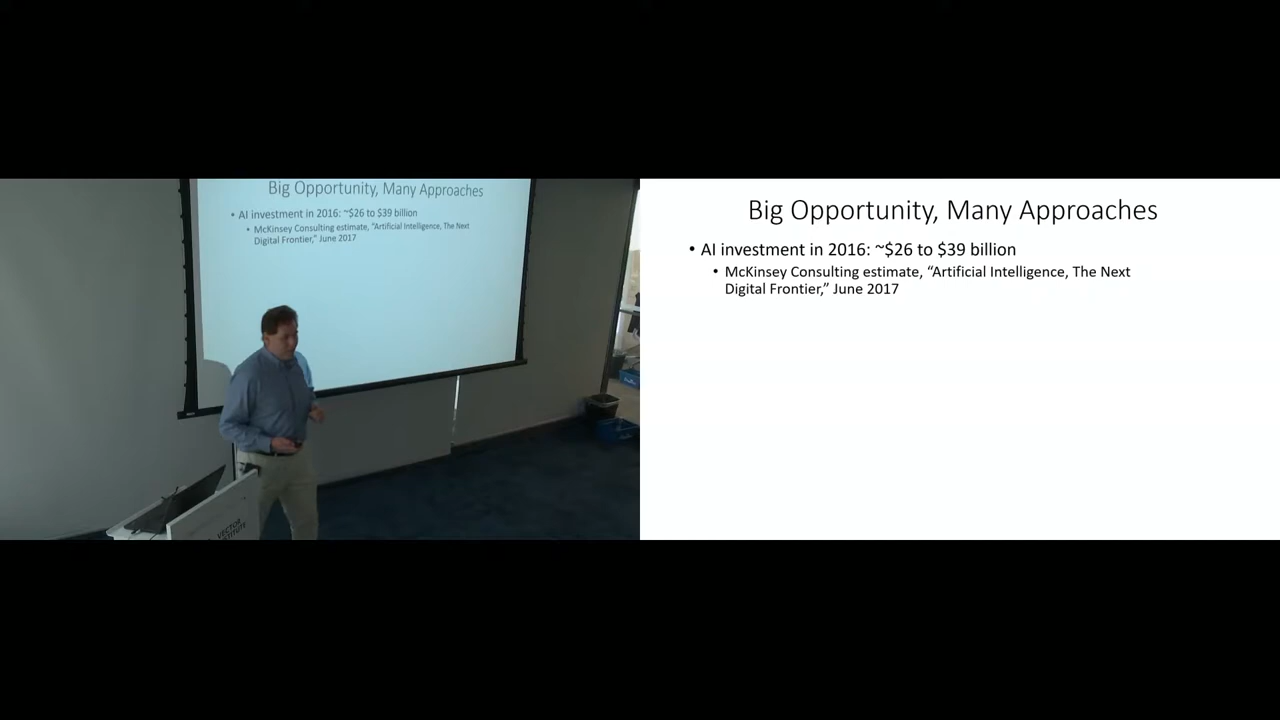 Big Opportunity, Many Approaches
• AI investment in 2016: ~$26 to $39 billion
• McKinsey Consulting estimate, “Artificial Intelligence, The Next
Digital Frontier,” June 2017
VECTOR
INSTITUTE
Big Opportunity, Many Approaches
• AI investment in 2016: ~$26 to $39 billion
• McKinsey Consulting estimate, “Artificial Intelligence, The Next
Digital Frontier,” June 2017